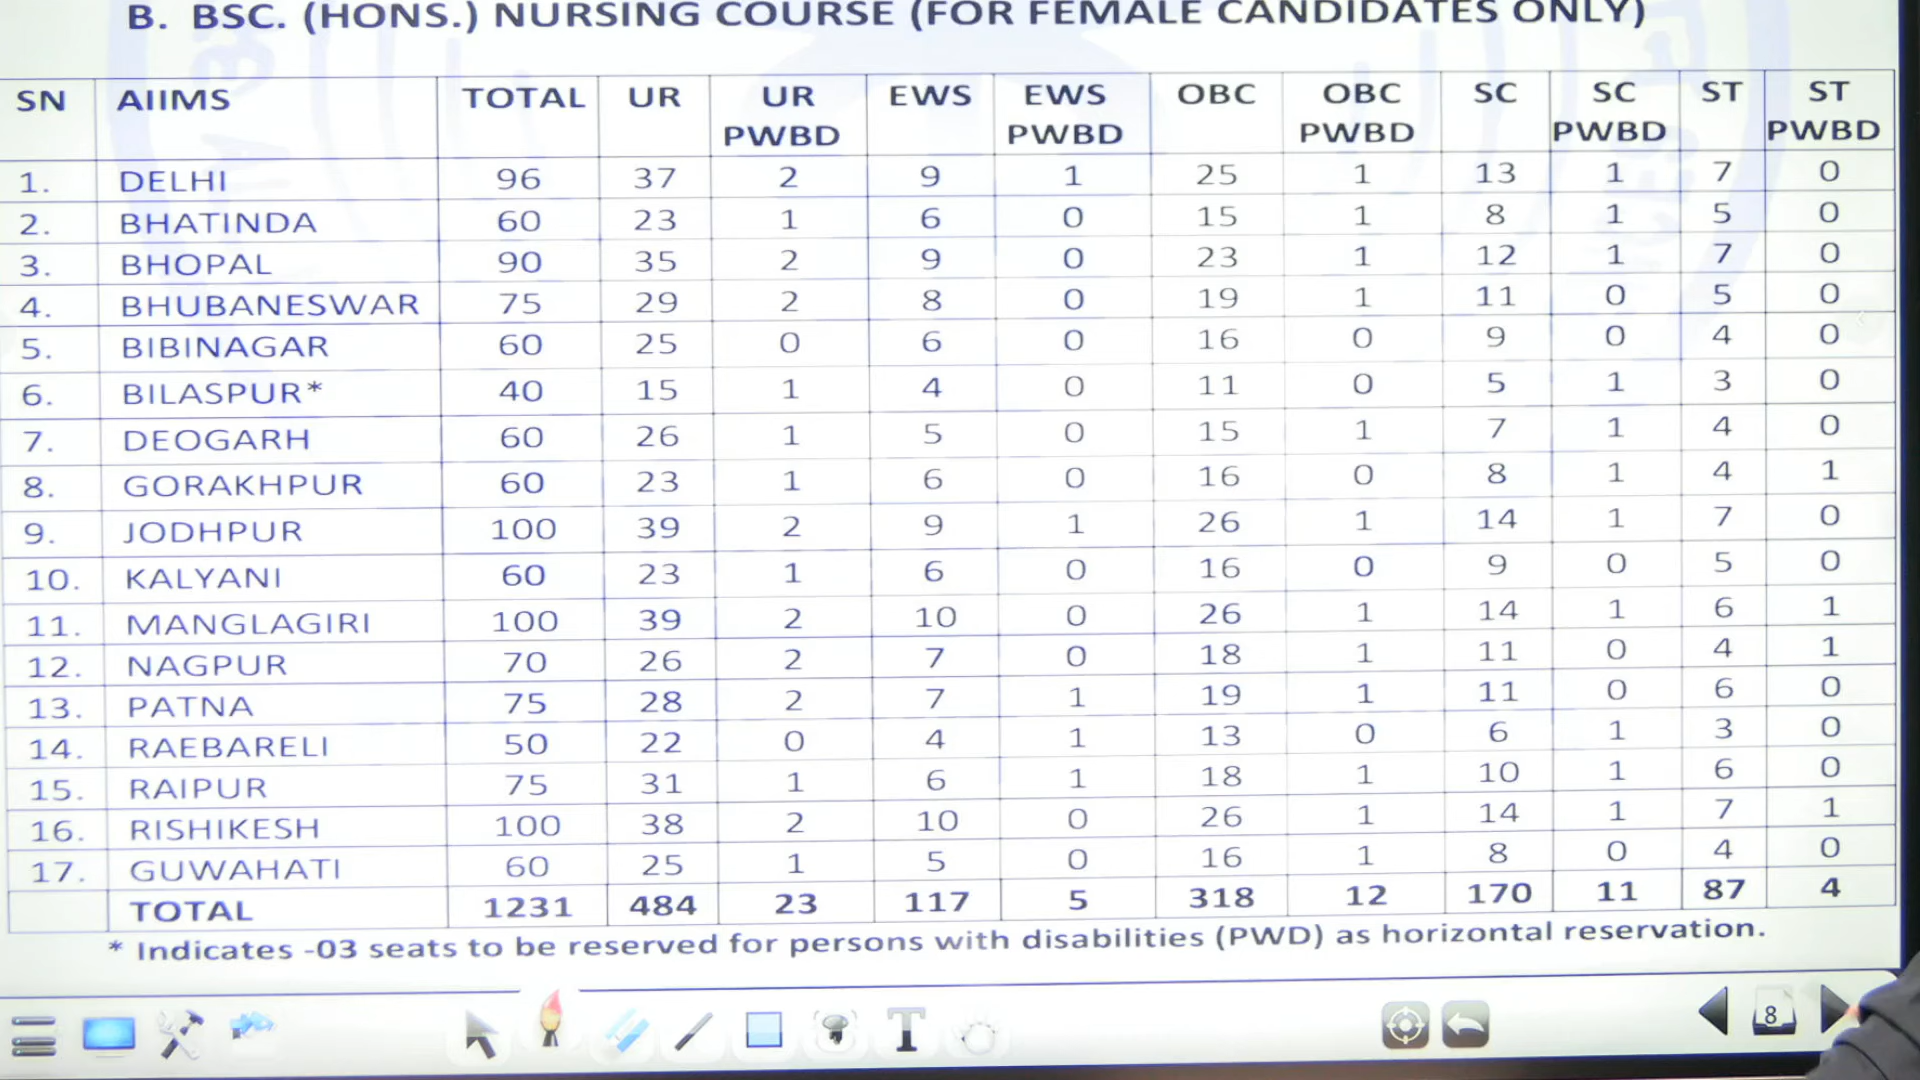 B. BSC. (HONS.) NURSING COURSE (FOR FEMALE CANDIDATES ONLY)
SN AIIMS TOTAL UR UR PWBD EWS EWS PWBD OBC OBC PWBD SC SC PWBD ST ST PWBD
1. DELHI 96 37 2 9 1 25 1 13 1 7 0
2. BHATINDA 60 23 1 6 0 15 1 8 1 5 0
3. BHOPAL 90 35 2 9 0 23 1 12 1 7 0
4. BHUBANESWAR 75 29 2 8 0 19 1 11 0 5 0
5. BIBINAGAR 60 25 0 6 0 16 0 9 0 4 0
6. BILASPUR* 40 15 1 4 0 11 0 5 1 3 0
7. DEOGARH 60 26 1 5 0 15 1 7 1 4 0
8. GORAKHPUR 60 23 1 6 0 16 0 8 1 4 1
9. JODHPUR 100 39 2 9 1 26 1 14 1 7 0
10. KALYANI 60 23 1 6 0 16 0 9 0 5 0
11. MANGLAGIRI 100 39 2 10 0 26 1 14 1 6 1
12. NAGPUR 70 26 2 7 0 18 1 11 0 4 1
13. PATNA 75 28 2 7 1 19 1 11 0 6 0
14. RAEBARELI 50 22 0 4 1 13 0 6 1 3 0
15. RAIPUR 75 31 1 6 1 18 1 10 1 6 0
16. RISHIKESH 100 38 2 10 0 26 1 14 1 7 1
17. GUWAHATI 60 25 1 5 0 16 1 8 0 4 0
TOTAL 1231 484 23 117 5 318 12 170 11 87 4
* Indicates -03 seats to be reserved for persons with disabilities (PWD) as horizontal reservation.
T
8